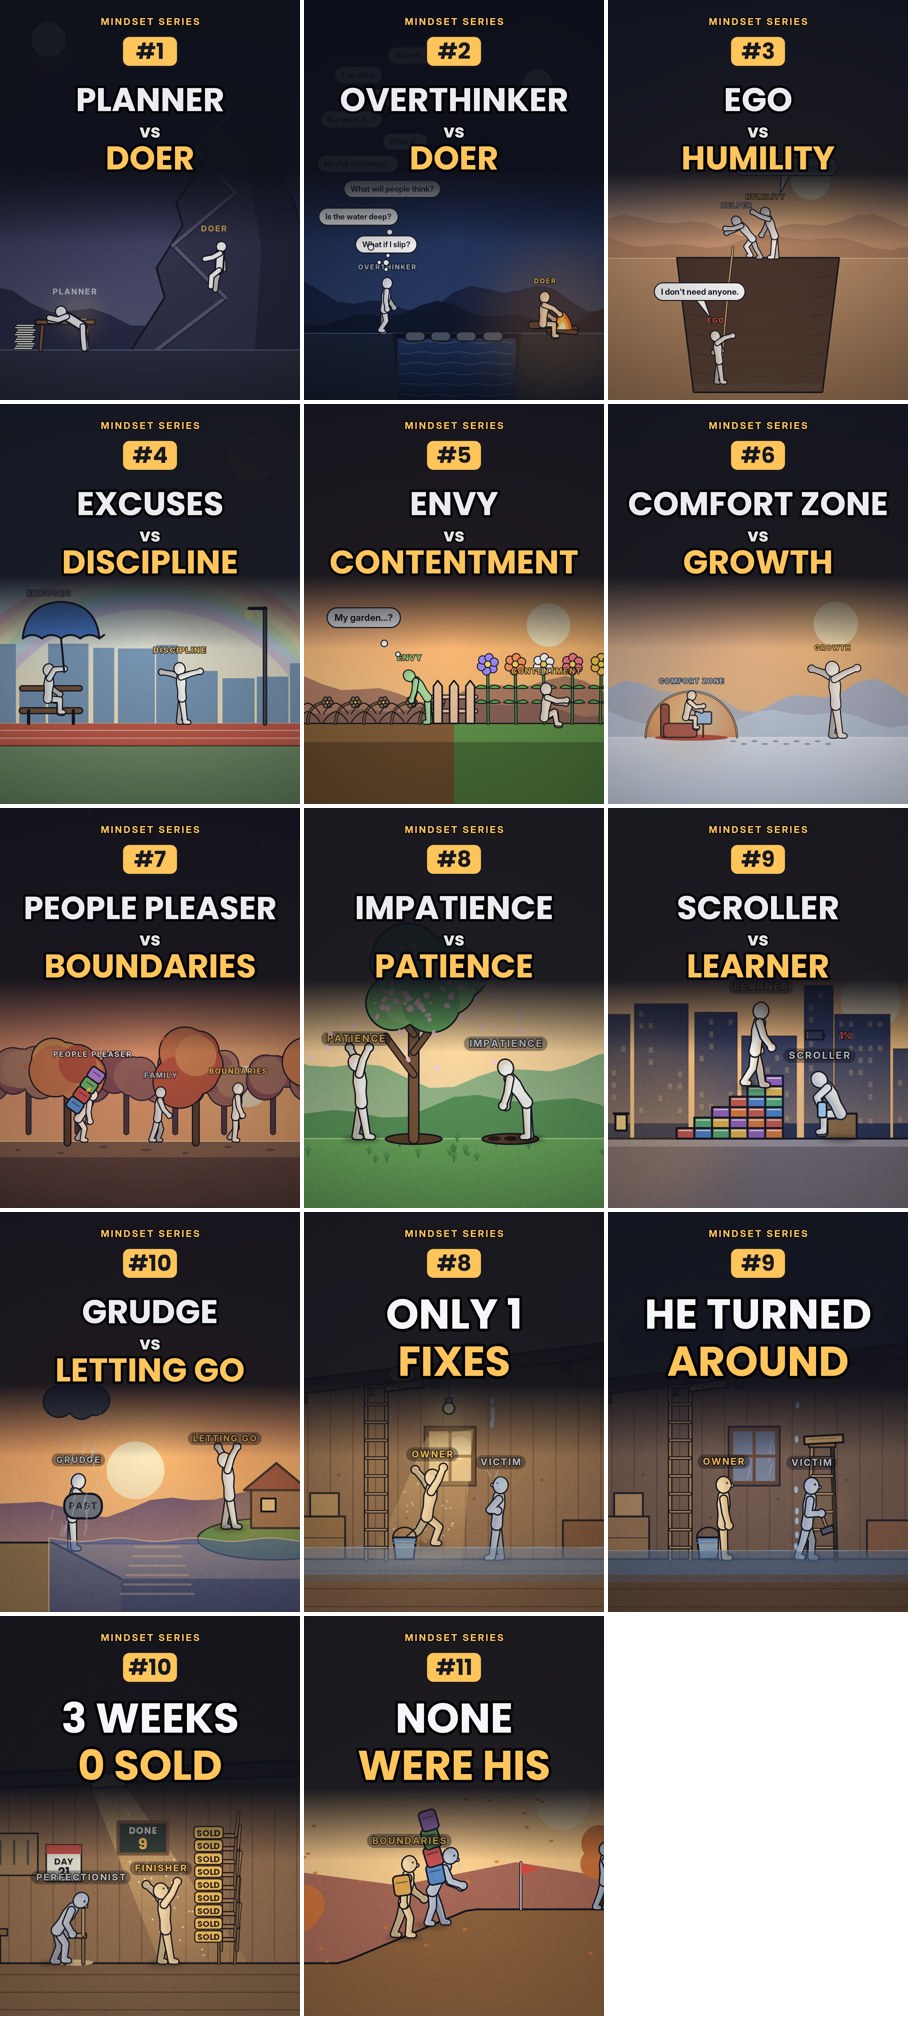 MINDSET SERIES
#1
PLANNER
VS
DOER
DOER
PLANNER
MINDSET SERIES
#2
OVERTHINKER
VS
DOER
What will people think?
Is the water deep?
What if I slip?
OVERTHINKER
DOER
MINDSET SERIES
#3
EGO
VS
HUMILITY
HUMILITY
HELPER
I don't need anyone.
EGO
MINDSET SERIES
#4
EXCUSES
VS
DISCIPLINE
EXCUSES
DISCIPLINE
MINDSET SERIES
#5
ENVY
VS
CONTENTMENT
My garden...?
ENVY
CONTENTMENT
MINDSET SERIES
#6
COMFORT ZONE
VS
GROWTH
GROWTH
COMFORT ZONE
MINDSET SERIES
#7
PEOPLE PLEASER
VS
BOUNDARIES
PEOPLE PLEASER
FAMILY
BOUNDARIES
MINDSET SERIES
#8
IMPATIENCE
VS
PATIENCE
PATIENCE
IMPATIENCE
MINDSET SERIES
#9
SCROLLER
VS
LEARNER
LEARNER
1%
SCROLLER
MINDSET SERIES
#10
GRUDGE
VS
LETTING GO
LETTING GO
GRUDGE
PAST
MINDSET SERIES
#8
ONLY 1
FIXES
OWNER
VICTIM
MINDSET SERIES
#9
HE TURNED
AROUND
OWNER
VICTIM
MINDSET SERIES
#10
3 WEEKS
0 SOLD
DONE
9
SOLD
SOLD
SOLD
SOLD
SOLD
SOLD
SOLD
SOLD
SOLD
DAY
21
PERFECTIONIST
FINISHER
MINDSET SERIES
#11
NONE
WERE HIS
BOUNDARIES